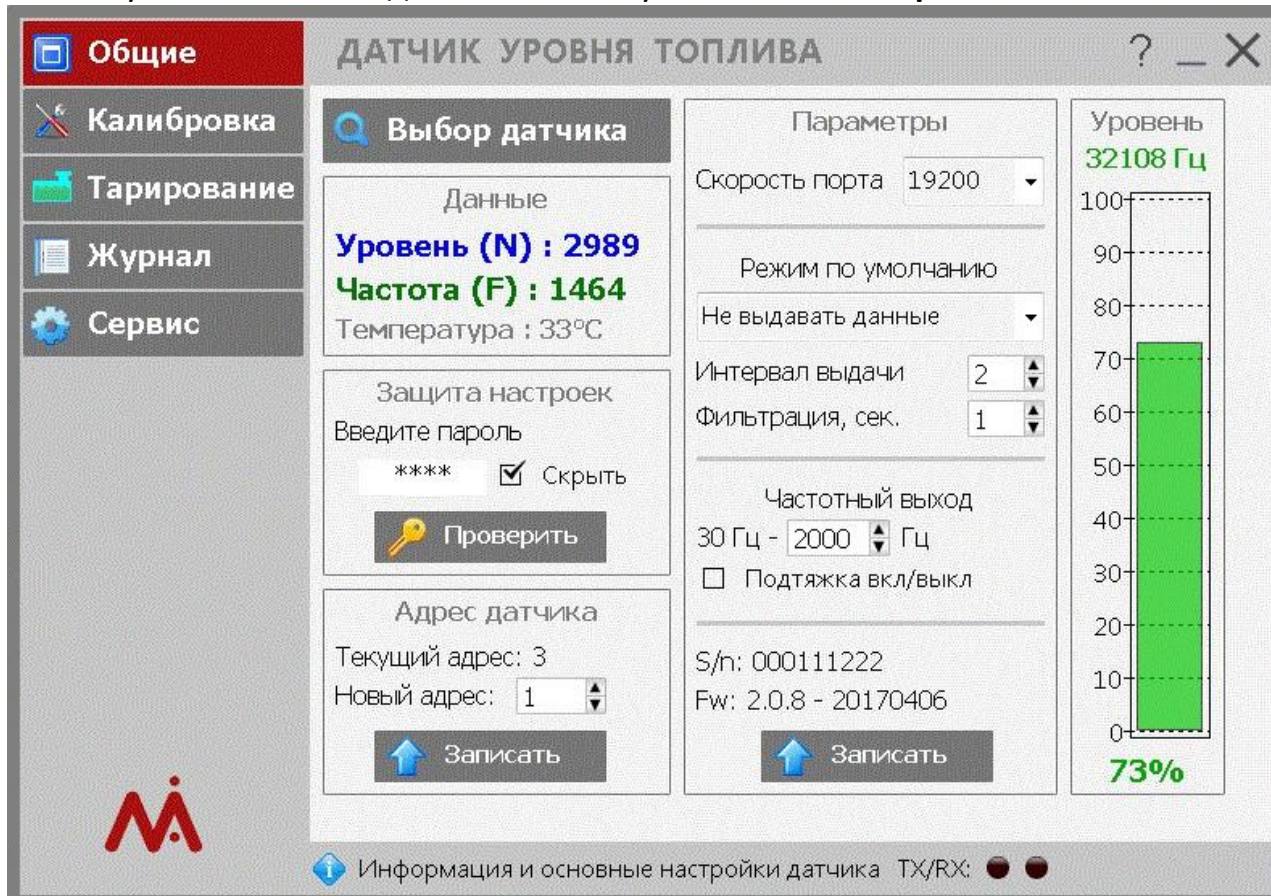 Общие
Калибровка
Тарирование
Журнал
Сервис
ДАТЧИК УРОВНЯ ТОПЛИВА
?
Выбор датчика
Данные
Уровень (N) : 2989
Частота (F) : 1464
Температура : 33°C
Защита настроек
Введите пароль
**** Скрыть
Проверить
Адрес датчика
Текущий адрес: 3
Новый адрес: 1
Записать
Параметры
Скорость порта 19200
Режим по умолчанию
Не выдавать данные
Интервал выдачи 2
Фильтрация, сек. 1
Частотный выход
30 Гц - 2000 Гц
Подтяжка вкл/выкл
S/n: 000111222
Fw: 2.0.8 - 20170406
Записать
Уровень
32108 Гц
100
90
80
70
60
50
40
30
20
10
0
73%
Информация и основные настройки датчика TX/RX: